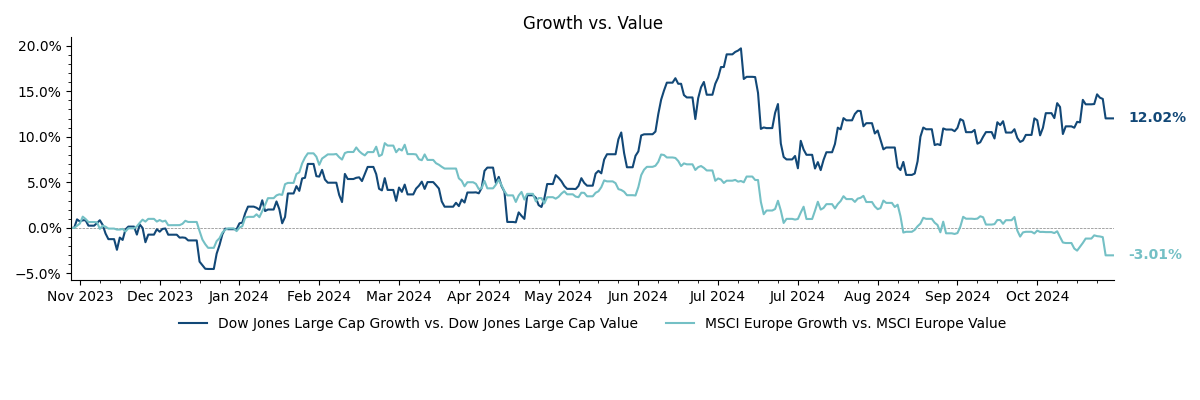 Growth vs. Value
20.0%
15.0%
10.0%
5.0%
0.0%
−5.0%
12.02%
-3.01%
Nov 2023 Dec 2023 Jan 2024 Feb 2024 Mar 2024 Apr 2024 May 2024 Jun 2024 Jul 2024 Jul 2024 Aug 2024 Sep 2024 Oct 2024
Dow Jones Large Cap Growth vs. Dow Jones Large Cap Value MSCI Europe Growth vs. MSCI Europe Value